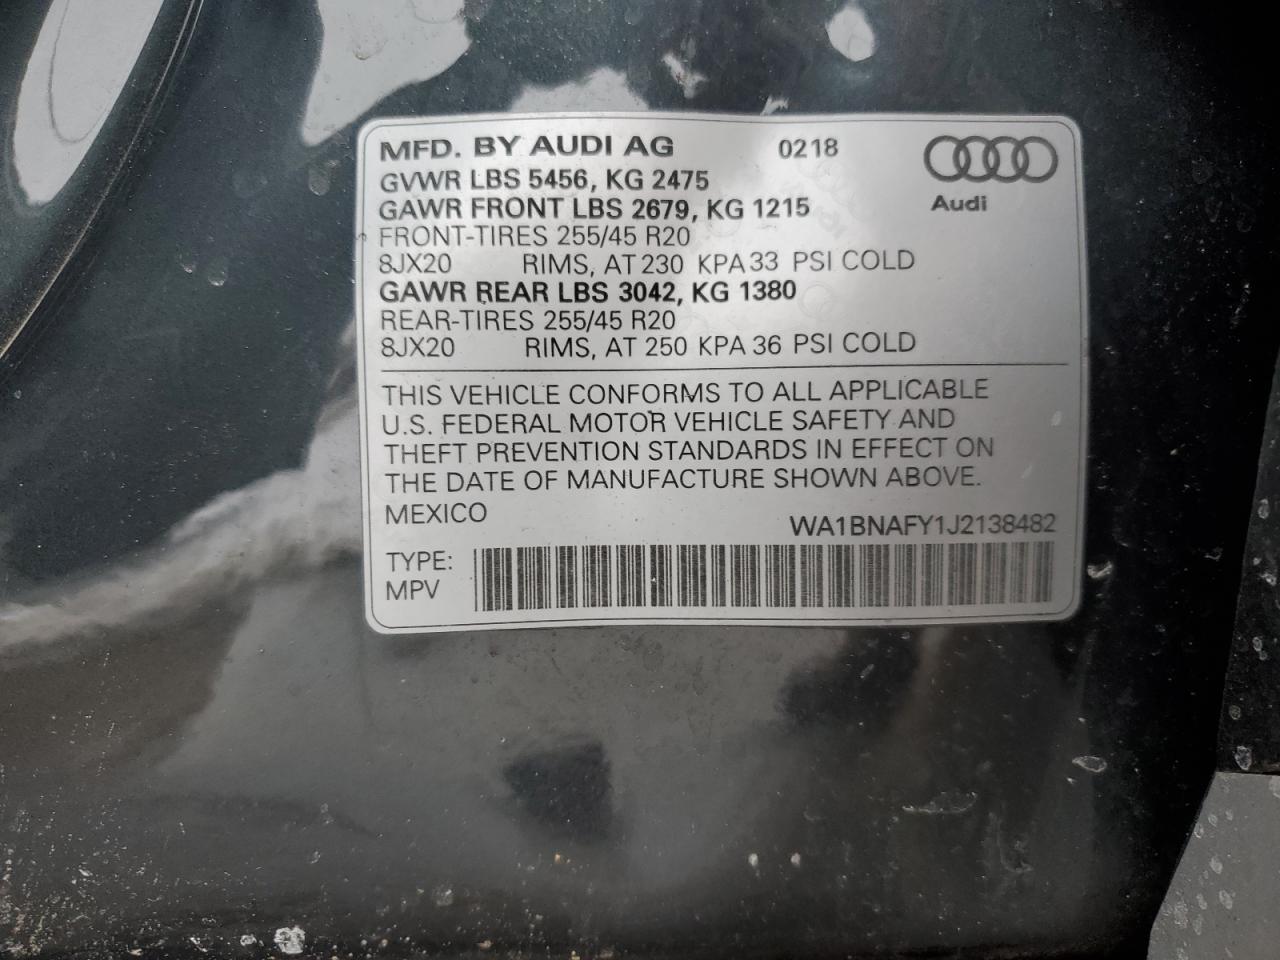 MFD. BY AUDI AG 0218
Audi
GVWR LBS 5456, KG 2475
GAWR FRONT LBS 2679, KG 1215
FRONT-TIRES 255/45 R20
8JX20 RIMS, AT 230 KPA 33 PSI COLD
GAWR REAR LBS 3042, KG 1380
REAR-TIRES 255/45 R20
8JX20 RIMS, AT 250 KPA 36 PSI COLD
THIS VEHICLE CONFORMS TO ALL APPLICABLE
U.S. FEDERAL MOTOR VEHICLE SAFETY AND
THEFT PREVENTION STANDARDS IN EFFECT ON
THE DATE OF MANUFACTURE SHOWN ABOVE.
MEXICO WA1BNAFY1J2138482
TYPE:
MPV